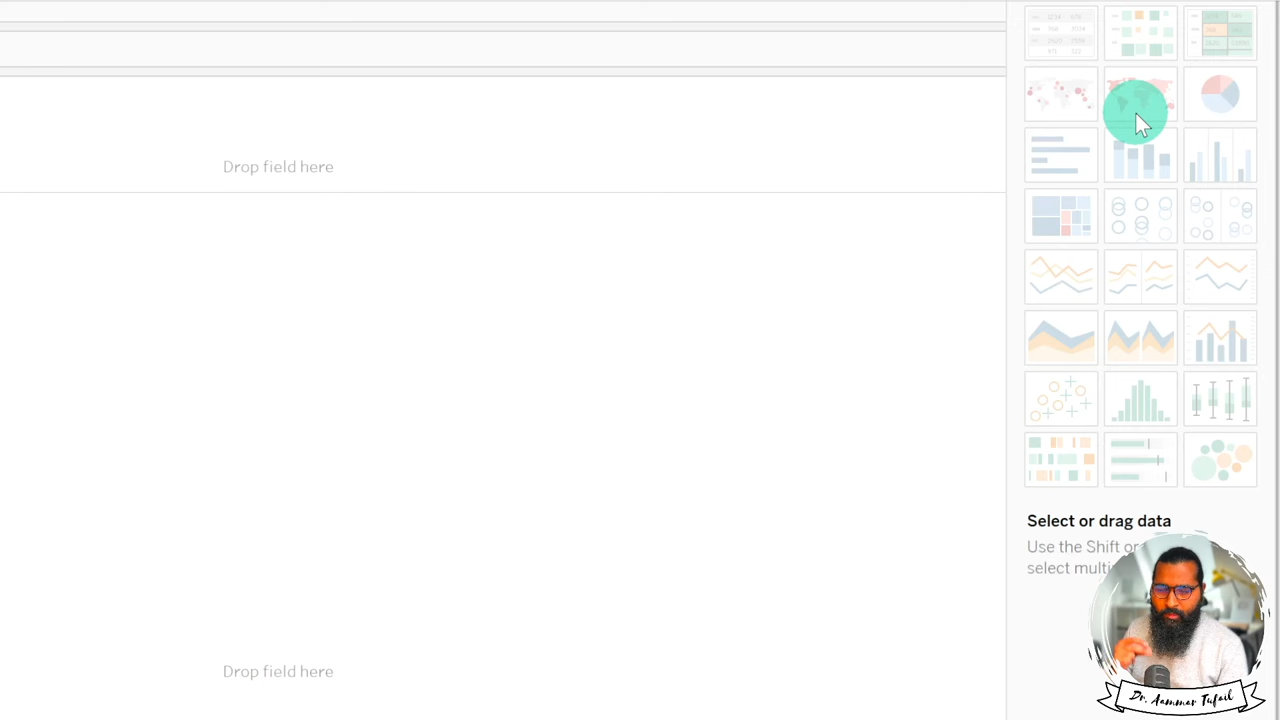 Drop field here
Select or drag data
Use the Shift or
select multi
Drop field here
Dr. Aammar Tufail